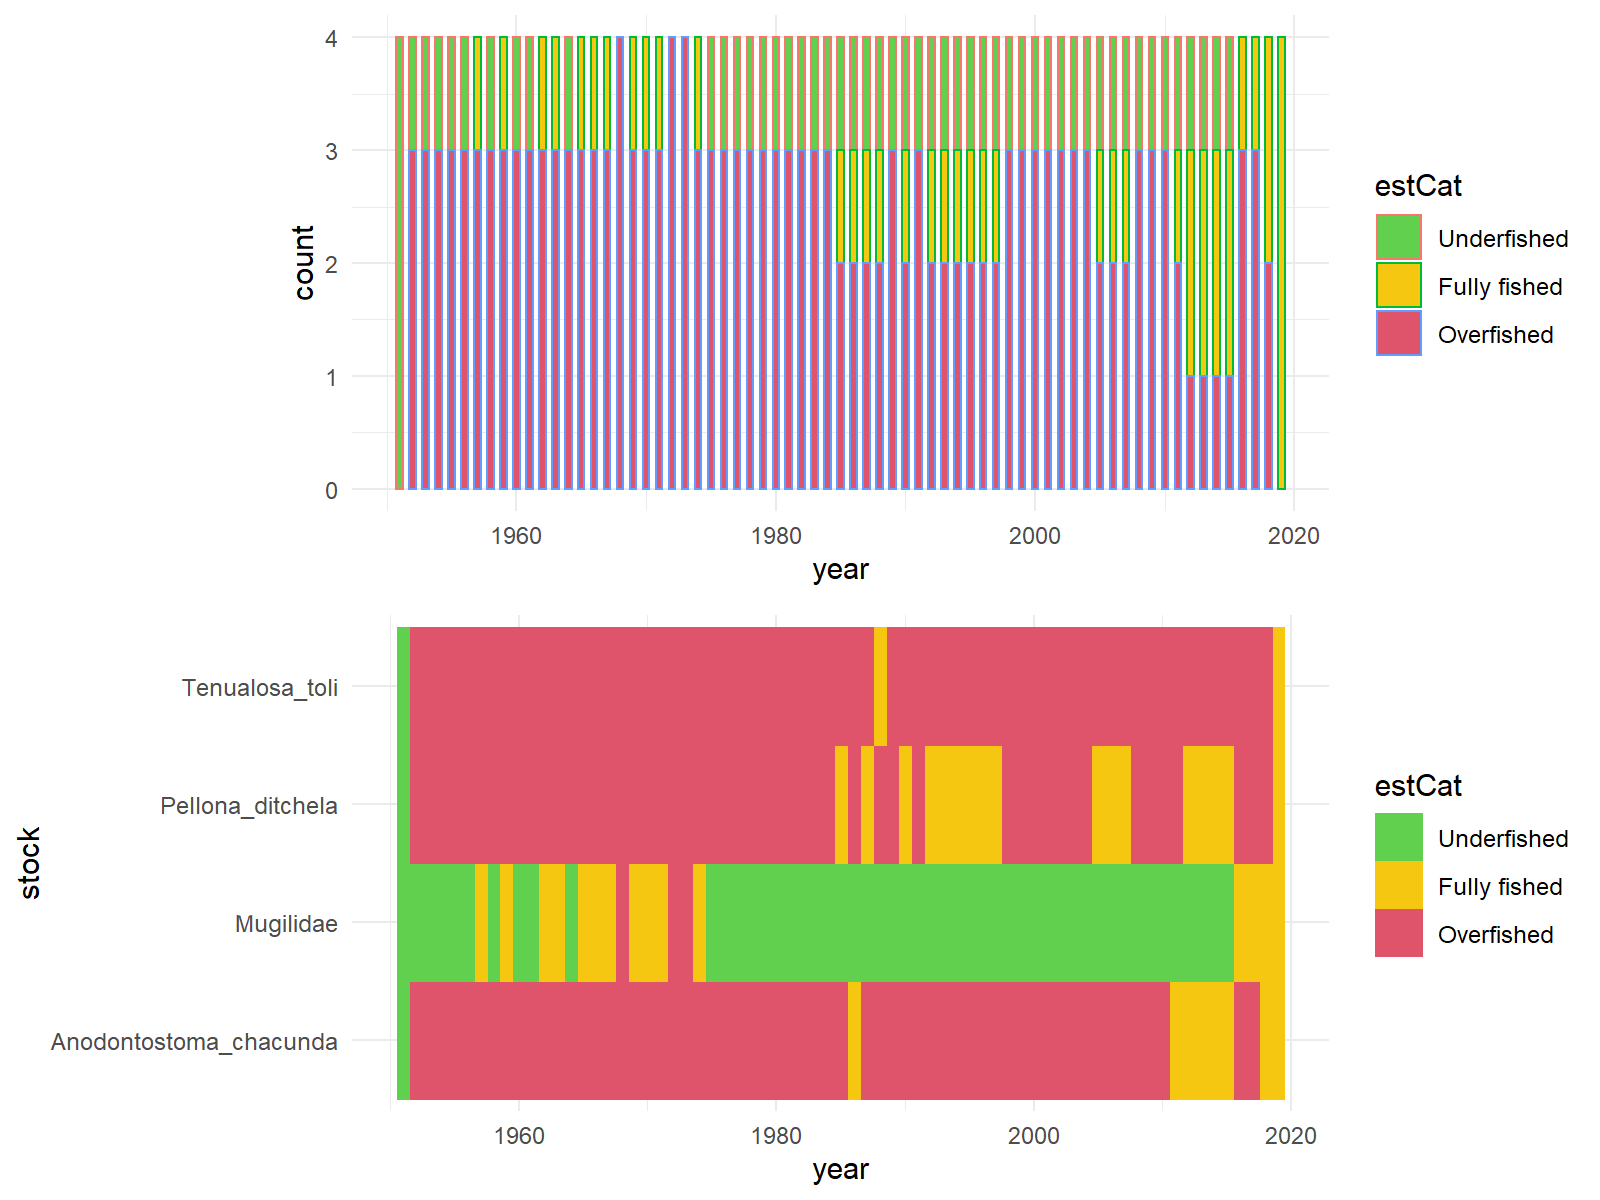 4
3
2
1
0
count
1960 1980 2000 2020
year
estCat
Underfished
Fully fished
Overfished
Tenualosa_toli
Pellona_ditchela
Mugilidae
Anodontostoma_chacunda
stock
1960 1980 2000 2020
year
estCat
Underfished
Fully fished
Overfished